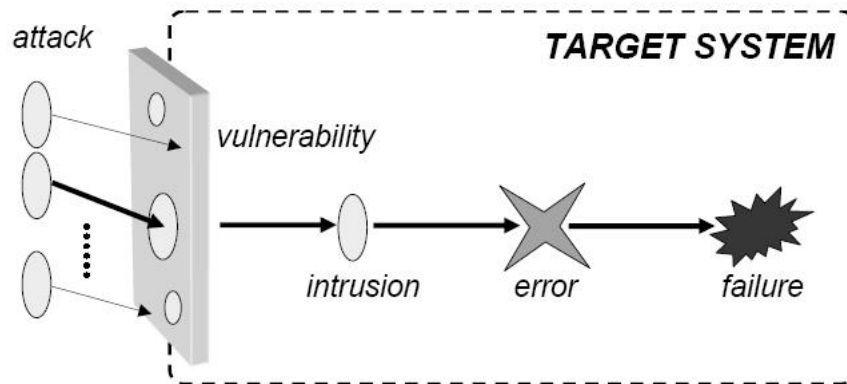 attack
TARGET SYSTEM
vulnerability
intrusion
error
failure